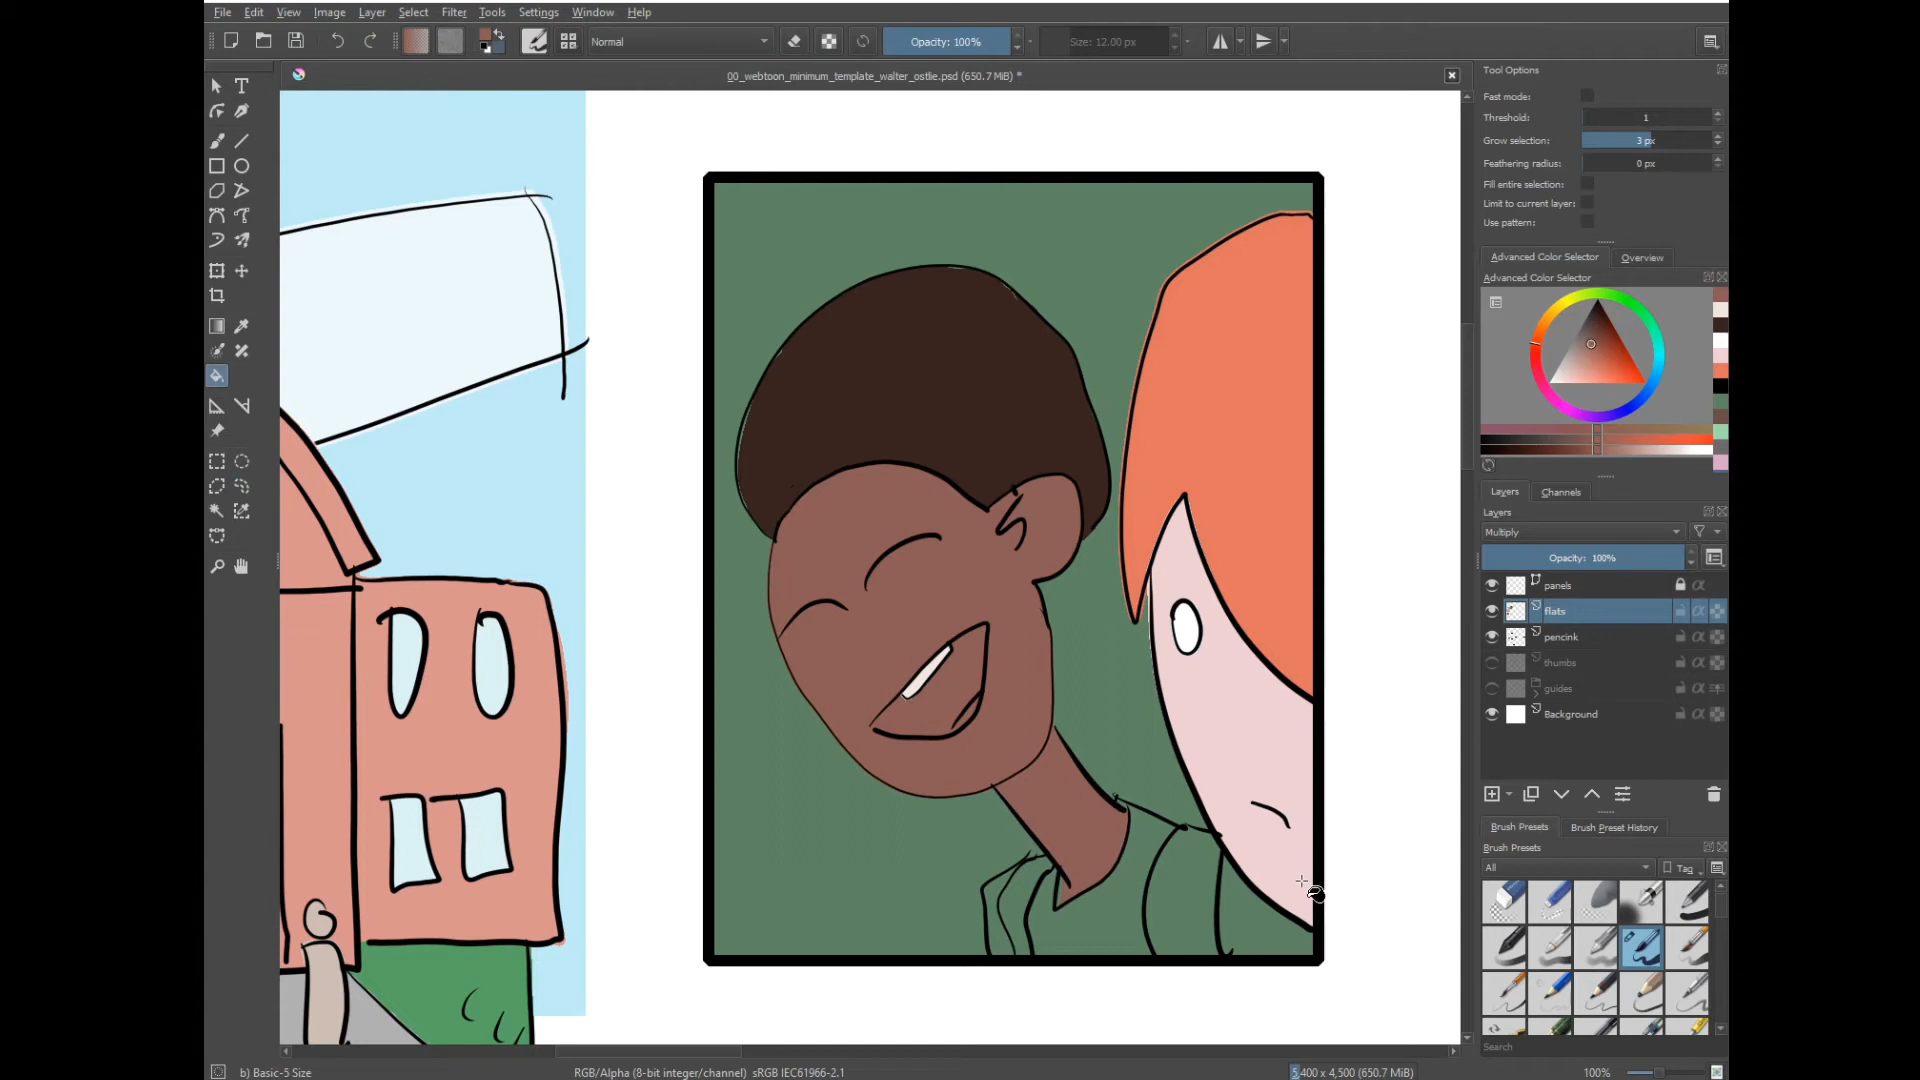 File Edit View Image Layer Select Filter Tools Settings Window Help
Normal Opacity: 100% Size: 12.00 px
00_webtoon_minimum_template_walter_ostlie.psd (650.7 MiB) *
Tool Options
Fast mode:
Threshold: 1
Grow selection: 3 px
Feathering radius: 0 px
Fill entire selection:
Limit to current layer:
Use pattern:
Advanced Color Selector Overview
Advanced Color Selector
Layers Channels
Layers
Multiply
Opacity: 100%
panels
flats
pencink
thumbs
guides
Background
Brush Presets Brush Preset History
Brush Presets
All Tag
Search
b) Basic-5 Size RGB/Alpha (8-bit integer/channel) sRGB IEC61966-2.1 5,400 x 4,500 (650.7 MiB) 100%